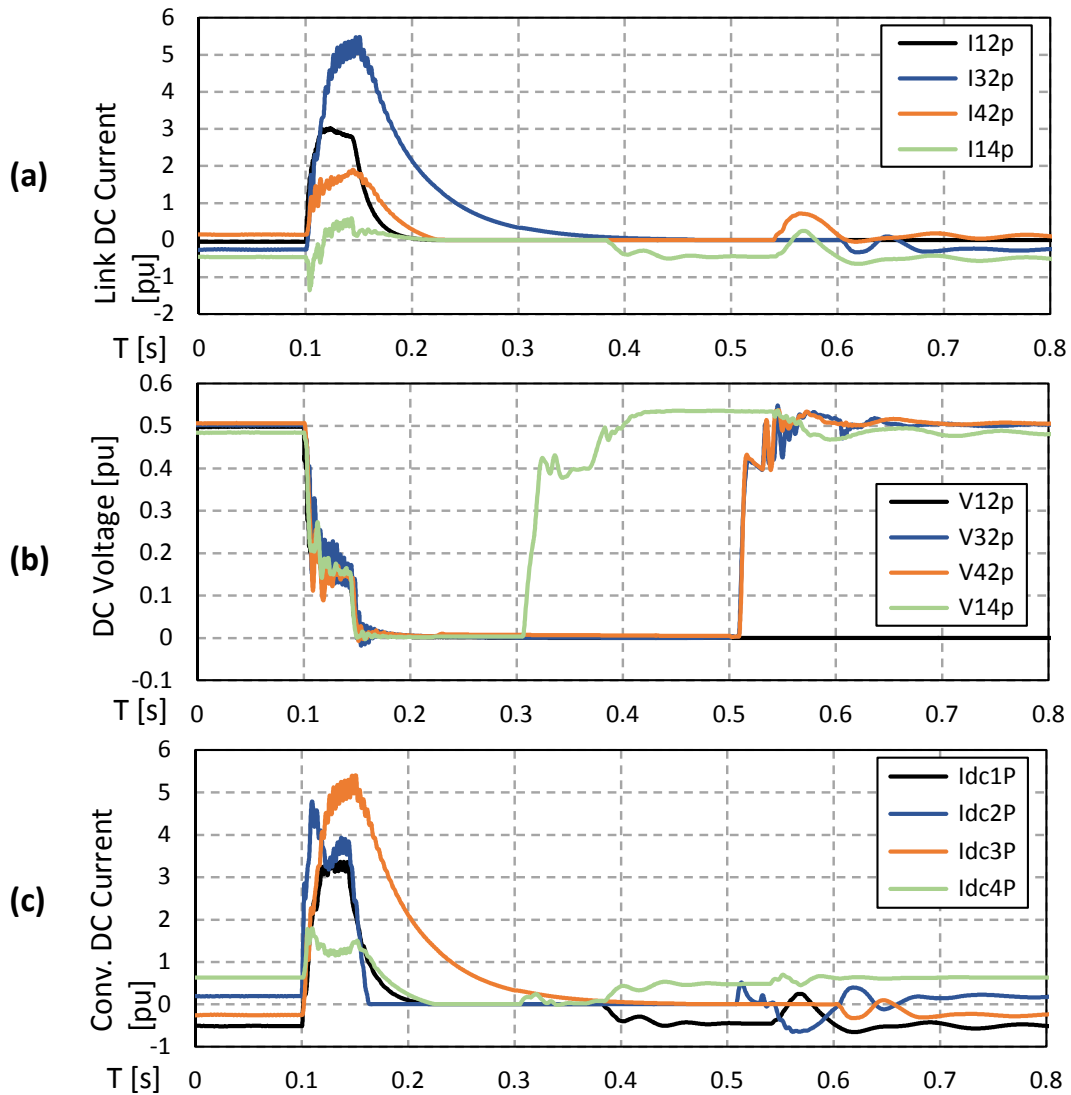 (a)
Link DC Current
[pu]
6
5
4
3
2
1
0
-1
-2
I12p
I32p
I42p
I14p
T [s]
0 0.1 0.2 0.3 0.4 0.5 0.6 0.7 0.8
(b)
DC Voltage [pu]
0.6
0.5
0.4
0.3
0.2
0.1
0
-0.1
V12p
V32p
V42p
V14p
T [s]
0 0.1 0.2 0.3 0.4 0.5 0.6 0.7 0.8
(c)
Conv. DC Current
[pu]
6
5
4
3
2
1
0
-1
Idc1P
Idc2P
Idc3P
Idc4P
T [s]
0 0.1 0.2 0.3 0.4 0.5 0.6 0.7 0.8